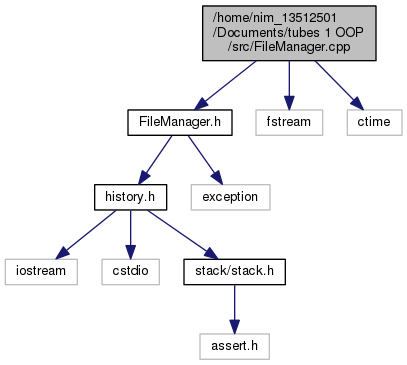 /home/nim_13512501
/Documents/tubes 1 OOP
/src/FileManager.cpp
FileManager.h
fstream
ctime
history.h
exception
iostream
cstdio
stack/stack.h
assert.h